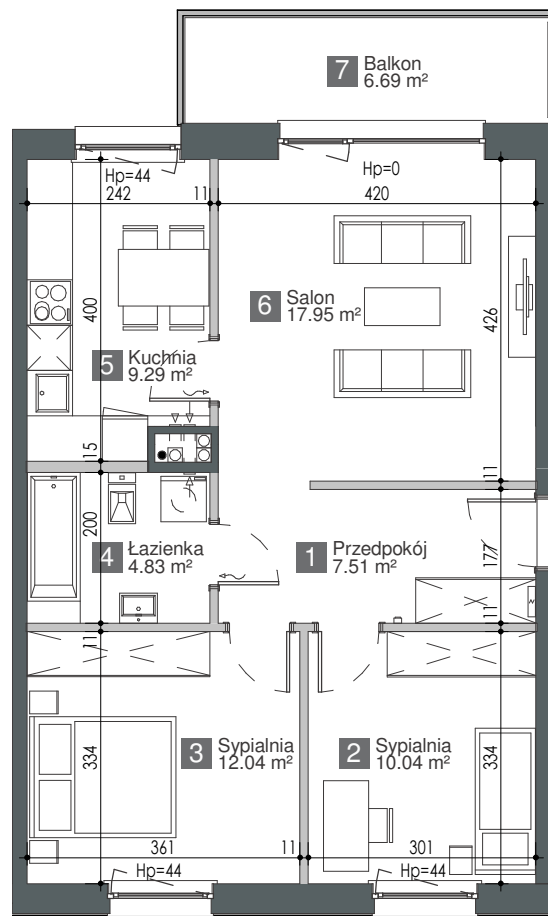 7 Balkon
6.69 m²
Hp=44
Hp=0
242
11
420
400
426
6 Salon
17.95 m²
5 Kuchnia
9.29 m²
15
11
200
4 Łazienka
4.83 m²
1 Przedpokój
7.51 m²
177
11
11
334
3 Sypialnia
12.04 m²
2 Sypialnia
10.04 m²
334
361
11
301
Hp=44
Hp=44